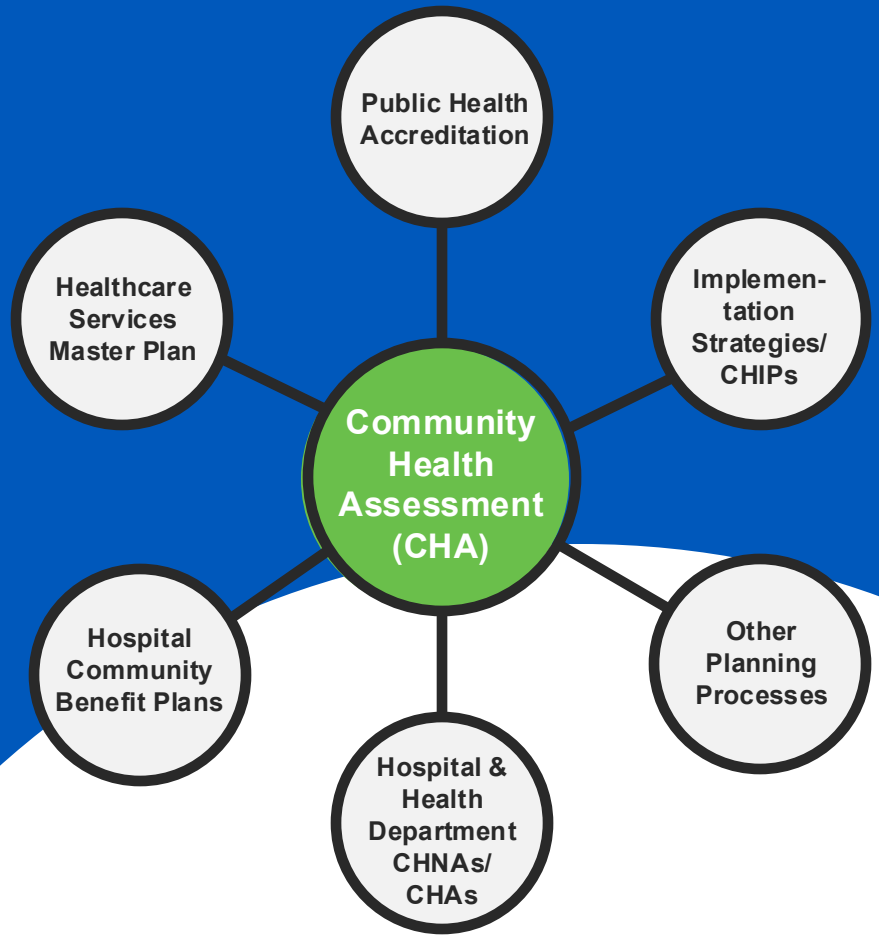 Public Health
Accreditation
Healthcare
Services
Master Plan
Implemen-
tation
Strategies/
CHIPs
Community
Health
Assessment
(CHA)
Hospital
Community
Benefit Plans
Other
Planning
Processes
Hospital &
Health
Department
CHNAs/
CHAs